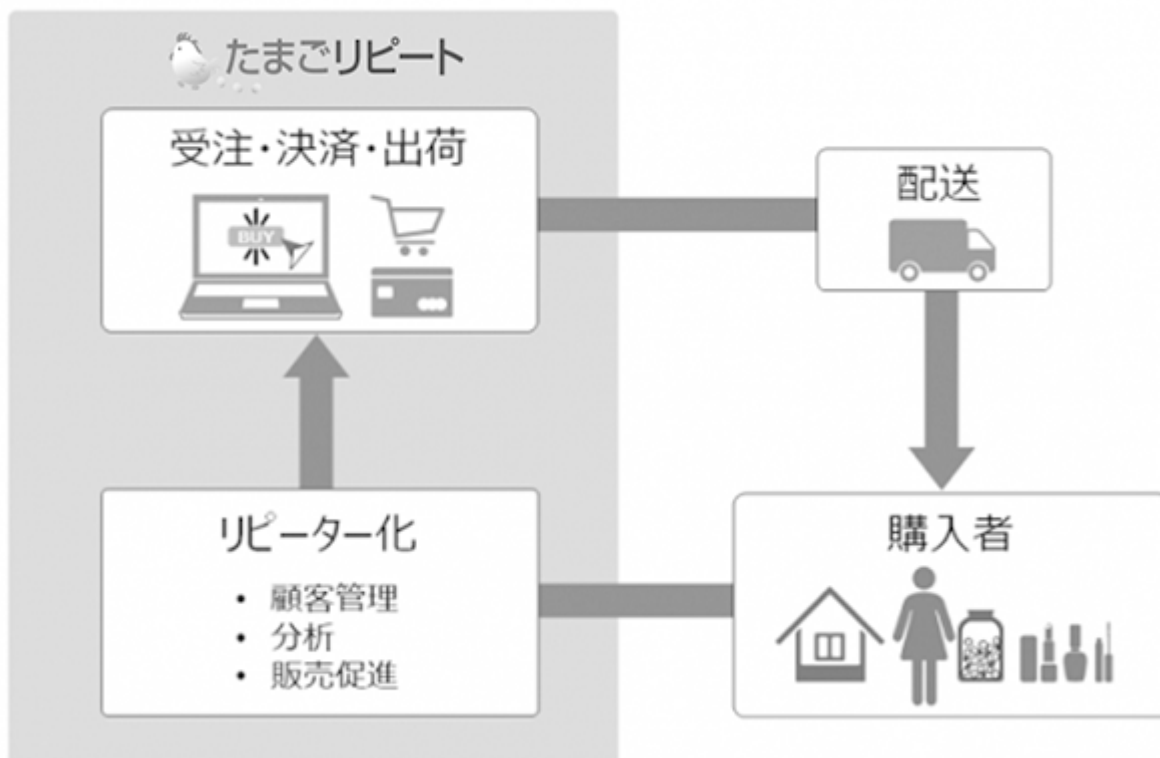 たまごリピート
受注・決済・出荷
BUY
配送
リピーター化
• 顧客管理
• 分析
• 販売促進
購入者